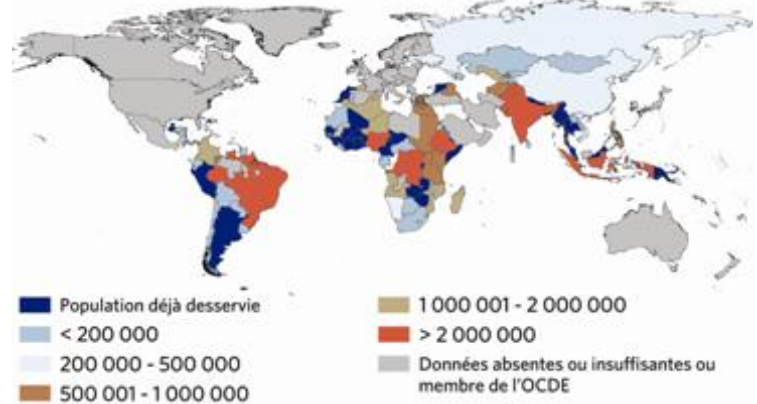 Population déjà desservie
< 200 000
200 000 - 500 000
500 001 - 1 000 000
1 000 001 - 2 000 000
> 2 000 000
Données absentes ou insuffisantes ou
membre de l'OCDE